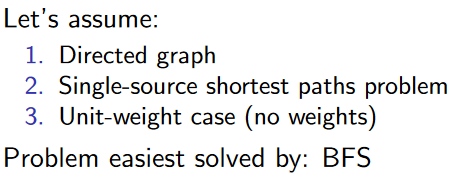 Let's assume:
1. Directed graph
2. Single-source shortest paths problem
3. Unit-weight case (no weights)
Problem easiest solved by: BFS